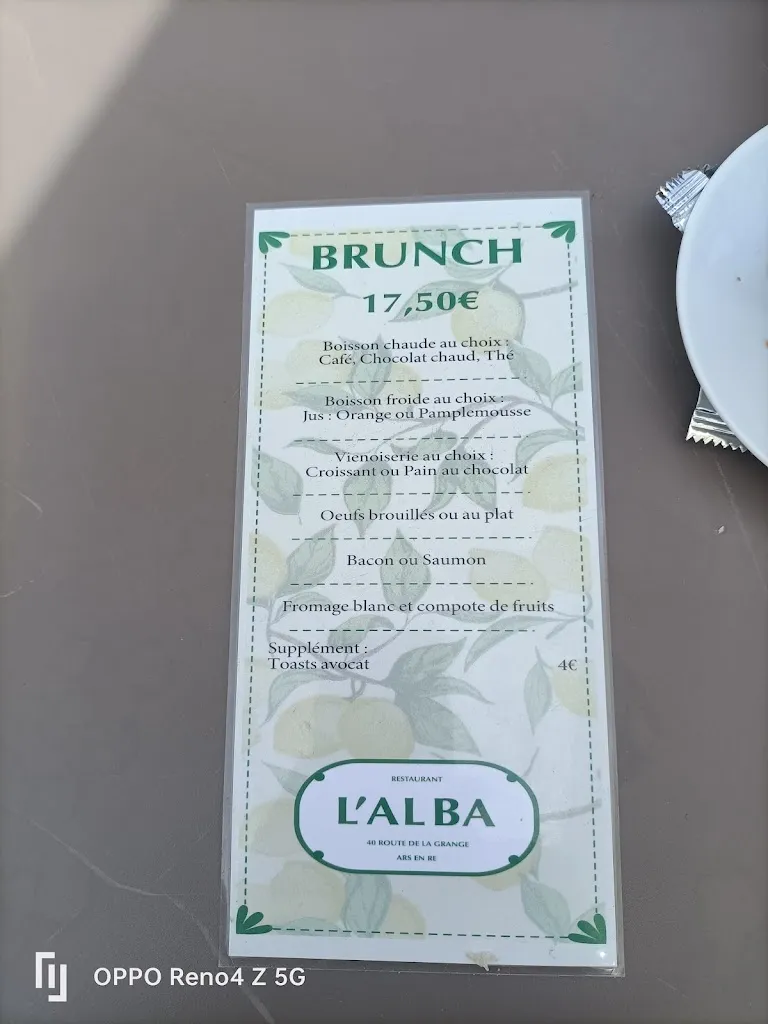 BRUNCH
17,50€
Boisson chaude au choix :
Café, Chocolat chaud, Thé
Boisson froide au choix :
Jus : Orange ou Pamplemousse
Vienoiserie au choix :
Croissant ou Pain au chocolat
Oeufs brouillés ou au plat
Bacon ou Saumon
Fromage blanc et compote de fruits
Supplément :
Toasts avocat 4€
RESTAURANT
L'ALBA
40 ROUTE DE LA GRANGE
ARS EN RE
OPPO Reno4 Z 5G